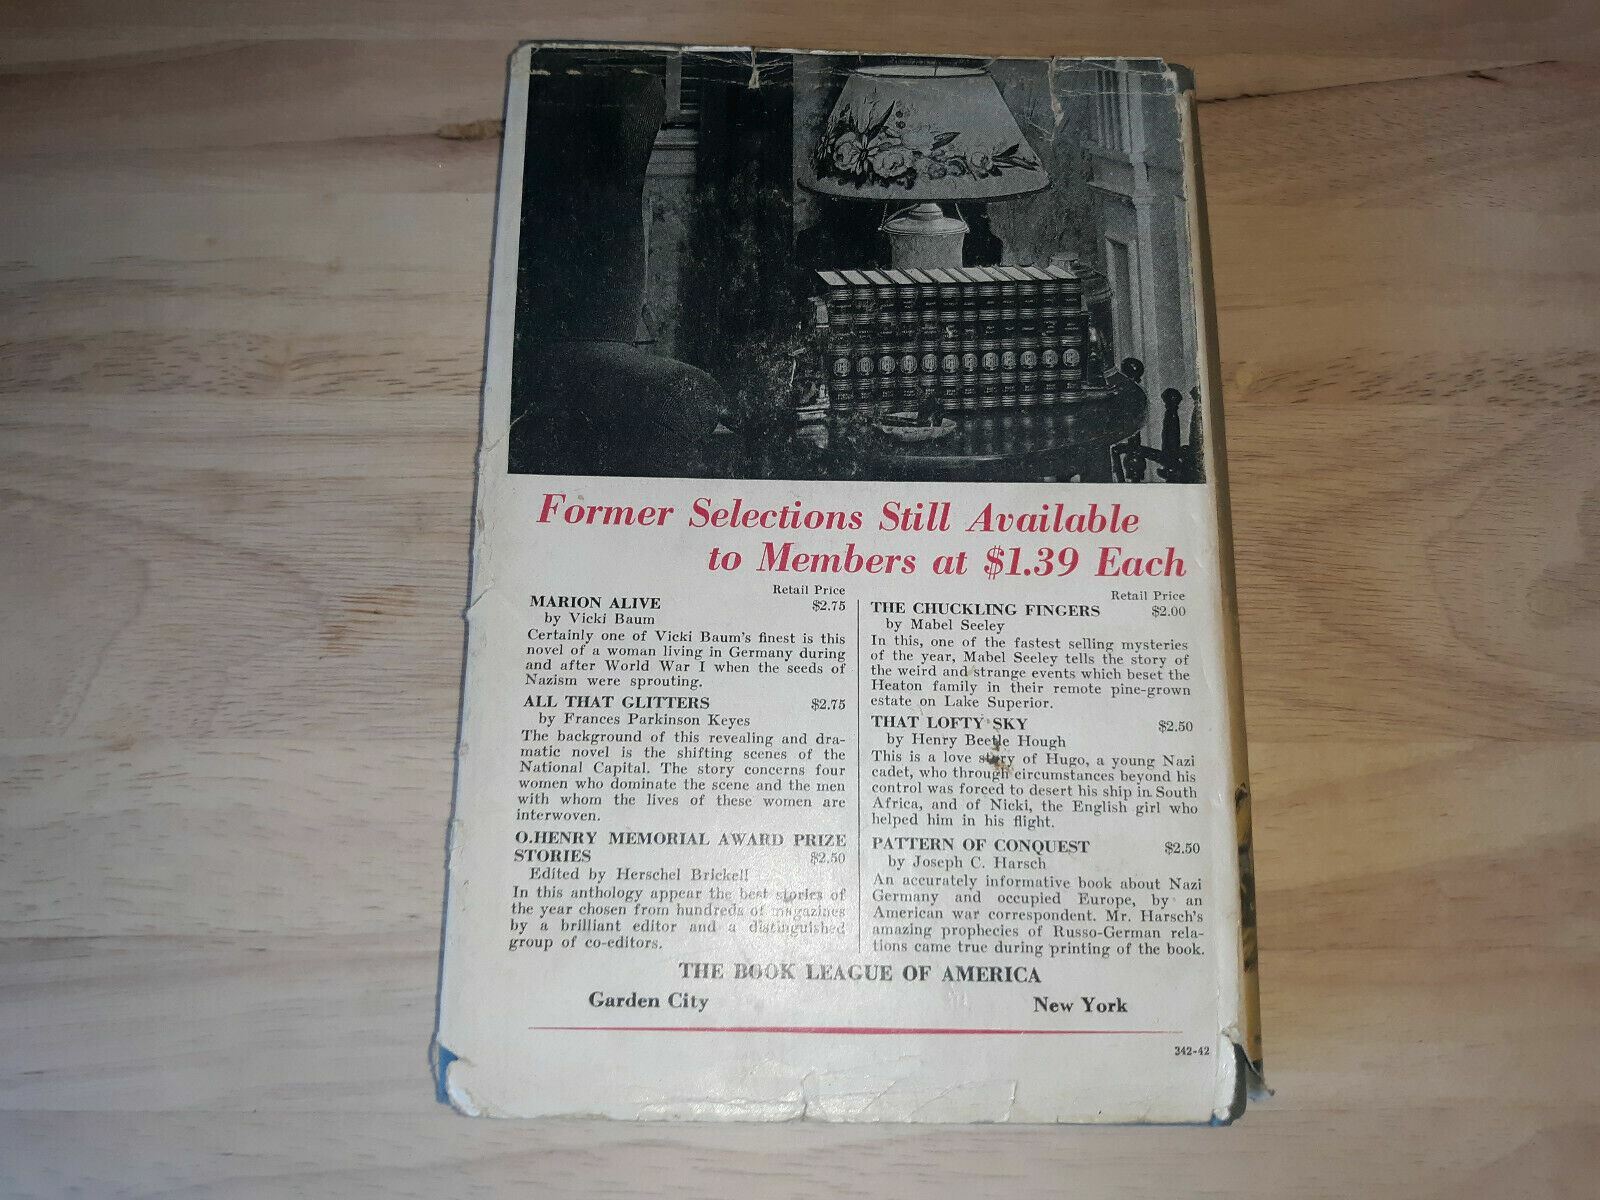 Former Selections Still Available
to Members at $1.39 Each
Retail Price
MARION ALIVE $2.75
by Vicki Baum
Certainly one of Vicki Baum's finest is this
novel of a woman living in Germany during
and after World War I when the seeds of
Nazism were sprouting.
ALL THAT GLITTERS $2.75
by Frances Parkinson Keyes
The background of this revealing and dra-
matic novel is the shifting scenes of the
National Capital. The story concerns four
women who dominate the scene and the men
with whom the lives of these women are
interwoven.
O.HENRY MEMORIAL AWARD PRIZE
STORIES $2.50
Edited by Herschel Brickell
In this anthology appear the best stories of
the year chosen from hundreds of magazines
by a brilliant editor and a distinguished
group of co-editors.
Retail Price
THE CHUCKLING FINGERS $2.00
by Mabel Seeley
In this, one of the fastest selling mysteries
of the year, Mabel Seeley tells the story of
the weird and strange events which beset the
Heaton family in their remote pine-grown
estate on Lake Superior.
THAT LOFTY SKY $2.50
by Henry Beetle Hough
This is a love story of Hugo, a young Nazi
cadet, who through circumstances beyond his
control was forced to desert his ship in South
Africa, and of Nicki, the English girl who
helped him in his flight.
PATTERN OF CONQUEST $2.50
by Joseph C. Harsch
An accurately informative book about Nazi
Germany and occupied Europe, by an
American war correspondent. Mr. Harsch's
amazing prophecies of Russo-German rela-
tions came true during printing of the book.
THE BOOK LEAGUE OF AMERICA
Garden City New York
342-42